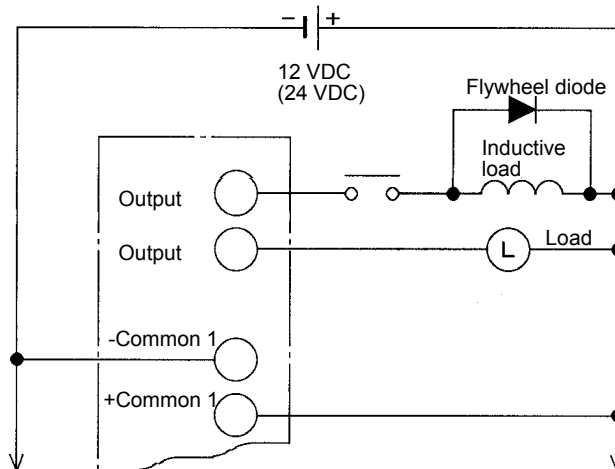 − +
12 VDC
(24 VDC)
Flywheel diode
Inductive
load
Output
Output
L
Load
-Common 1
+Common 1